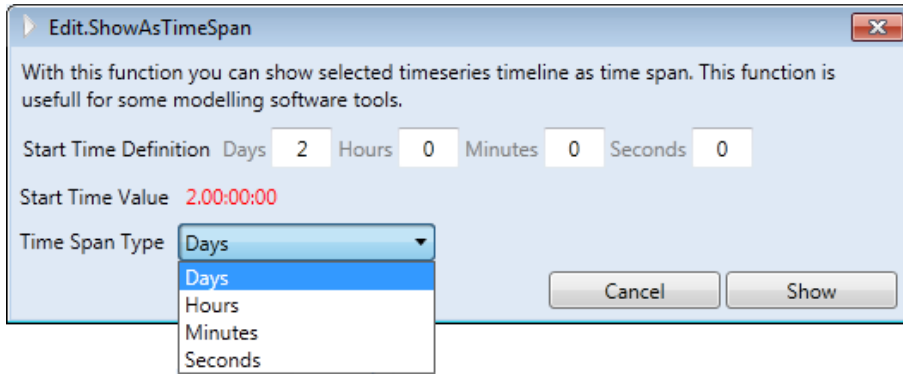 Edit.ShowAsTimeSpan
With this function you can show selected timeseries timeline as time span. This function is
usefull for some modelling software tools.
Start Time Definition Days 2 Hours 0 Minutes 0 Seconds 0
Start Time Value 2.00:00:00
Time Span Type Days
Days
Hours
Minutes
Seconds
Cancel Show